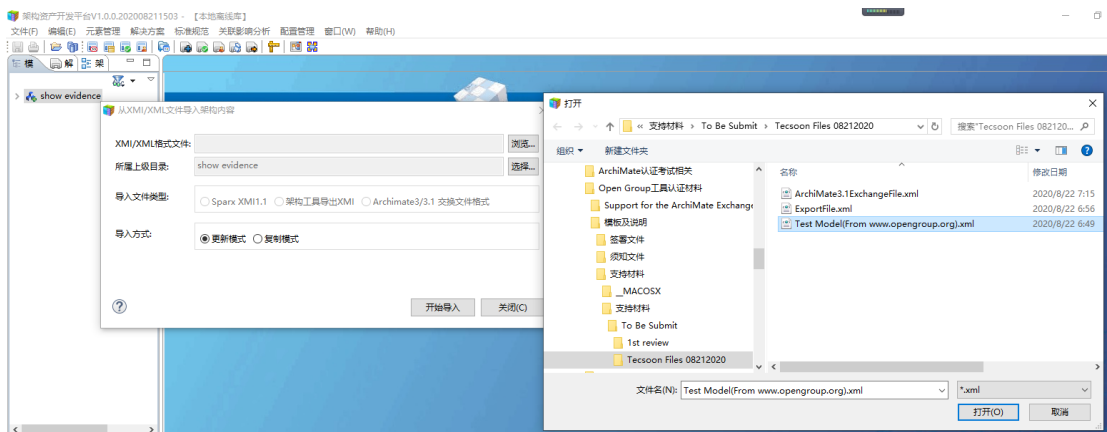 架构资产开发平台V1.0.0.202008211503 - 【本地离线库】
文件(F) 编辑(E) 元素管理 解决方案 标准规范 关联影响分析 配置管理 窗口(W) 帮助(H)
模 解 架
show evidence
从XMI/XML文件导入架构内容
XMI/XML格式文件: 浏览...
所属上级目录: show evidence 选择...
导入文件类型: Sparx XMI1.1 架构工具导出XMI Archimate3/3.1 交换文件格式
导入方式: 更新模式 复制模式
开始导入 关闭(C)
打开
« 支持材料 › To Be Submit › Tecsoon Files 08212020 搜索"Tecsoon Files 082120...
组织 新建文件夹
ArchiMate认证考试相关
Open Group工具认证材料
Support for the ArchiMate Exchange
模板及说明
签署文件
须知文件
支持材料
__MACOSX
支持材料
To Be Submit
1st review
Tecsoon Files 08212020
名称 修改日期
ArchiMate3.1ExchangeFile.xml 2020/8/22 7:15
ExportFile.xml 2020/8/22 6:56
Test Model(From www.opengroup.org).xml 2020/8/22 6:49
文件名(N): Test Model(From www.opengroup.org).xml *.xml
打开(O) 取消